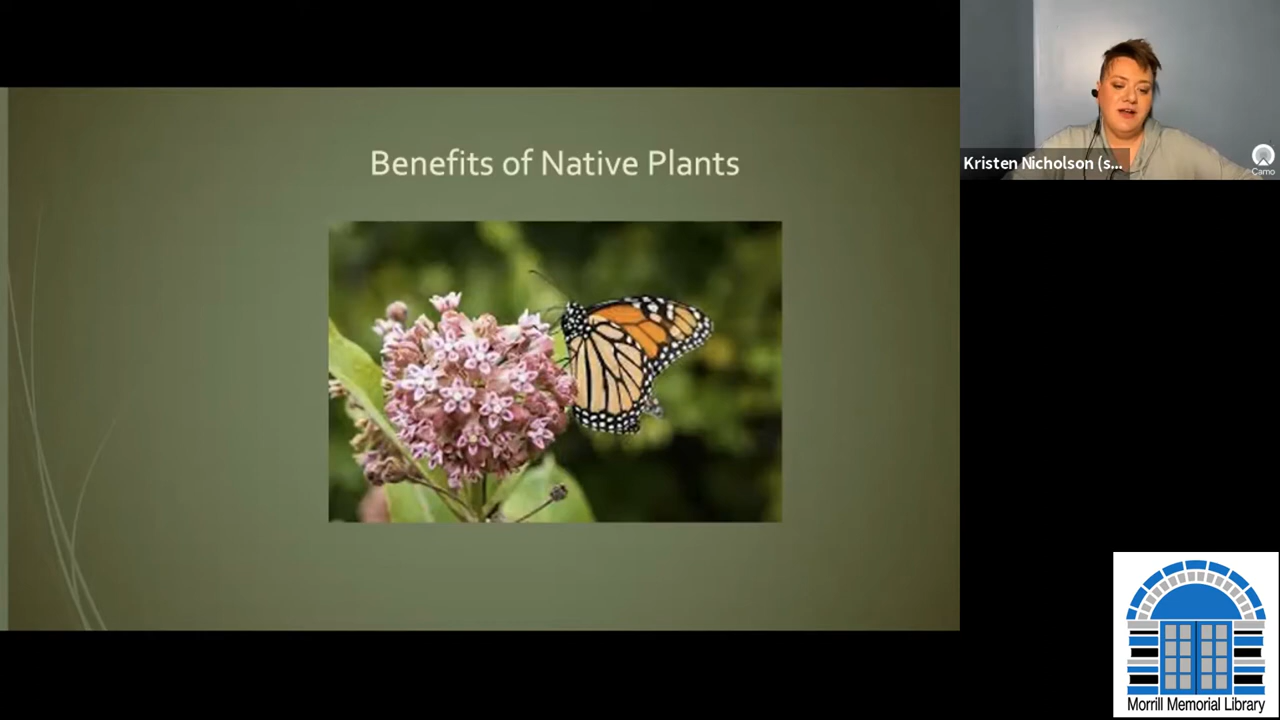 Benefits of Native Plants
Kristen Nicholson (s...
Camo
Morrill Memorial Library